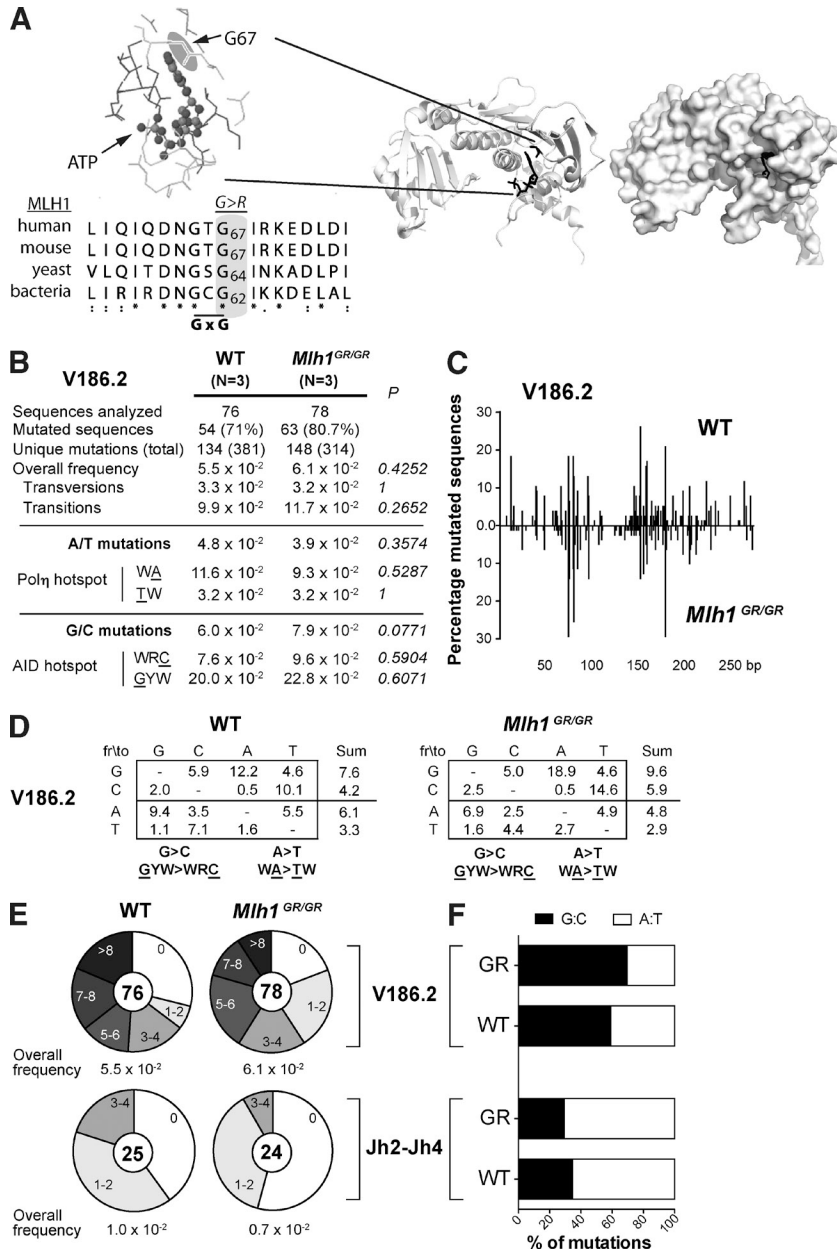 A
G67
ATP
MLH1 G>R
human L I Q I Q D N G T G67 I R K E D L D I
mouse L I Q I Q D N G T G67 I R K E D L D I
yeast V L Q I T D N G S G64 I N K A D L P I
bacteria L I R I R D N G C G62 I K K D E L A L
: : : * * * * * * . * : :
G x G
B
V186.2 WT (N=3) Mlh1 GR/GR (N=3) P
Sequences analyzed 76 78
Mutated sequences 54 (71%) 63 (80.7%)
Unique mutations (total) 134 (381) 148 (314)
Overall frequency 5.5 x 10-2 6.1 x 10-2 0.4252
Transversions 3.3 x 10-2 3.2 x 10-2 1
Transitions 9.9 x 10-2 11.7 x 10-2 0.2652
A/T mutations 4.8 x 10-2 3.9 x 10-2 0.3574
Polη hotspot WA 11.6 x 10-2 9.3 x 10-2 0.5287
TW 3.2 x 10-2 3.2 x 10-2 1
G/C mutations 6.0 x 10-2 7.9 x 10-2 0.0771
AID hotspot WRC 7.6 x 10-2 9.6 x 10-2 0.5904
GYW 20.0 x 10-2 22.8 x 10-2 0.6071
C
V186.2
WT
Mlh1 GR/GR
Percentage mutated sequences
30
20
10
0.0
10
20
30
50 100 150 200 250 bp
D
V186.2
WT
fr\to G C A T Sum
G - 5.9 12.2 4.6 7.6
C 2.0 - 0.5 10.1 4.2
A 9.4 3.5 - 5.5 6.1
T 1.1 7.1 1.6 - 3.3
G>C A>T
GYW>WRC WA>TW
Mlh1 GR/GR
fr\to G C A T Sum
G - 5.0 18.9 4.6 9.6
C 2.5 - 0.5 14.6 5.9
A 6.9 2.5 - 4.9 4.8
T 1.6 4.4 2.7 - 2.9
G>C A>T
GYW>WRC WA>TW
E
WT Mlh1 GR/GR
>8 0 1-2 3-4 5-6 7-8 76
>8 0 1-2 3-4 5-6 7-8 78
V186.2
Overall frequency 5.5 x 10-2 6.1 x 10-2
3-4 0 1-2 25
3-4 0 1-2 24
Jh2-Jh4
Overall frequency 1.0 x 10-2 0.7 x 10-2
F
G:C A:T
GR
WT
GR
WT
0 20 40 60 80 100
% of mutations